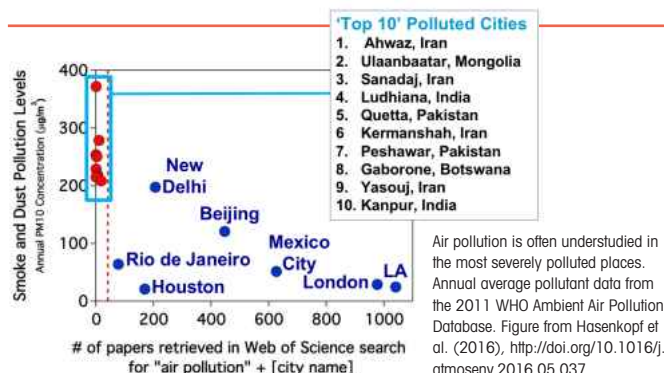 'Top 10' Polluted Cities
1. Ahwaz, Iran
2. Ulaanbaatar, Mongolia
3. Sanadaj, Iran
4. Ludhiana, India
5. Quetta, Pakistan
6 Kermanshah, Iran
7. Peshawar, Pakistan
8. Gaborone, Botswana
9. Yasouj, Iran
10. Kanpur, India
Smoke and Dust Pollution Levels
Annual PM10 Concentration (µg/m³)
400
300
200
100
0
New
Delhi
Beijing
Mexico
City
Rio de Janeiro
Houston
London
LA
0
200
400
600
800
1000
# of papers retrieved in Web of Science search
for "air pollution" + [city name]
Air pollution is often understudied in
the most severely polluted places.
Annual average pollutant data from
the 2011 WHO Ambient Air Pollution
Database. Figure from Hasenkopf et
al. (2016), http://doi.org/10.1016/j.
atmosenv.2016.05.037